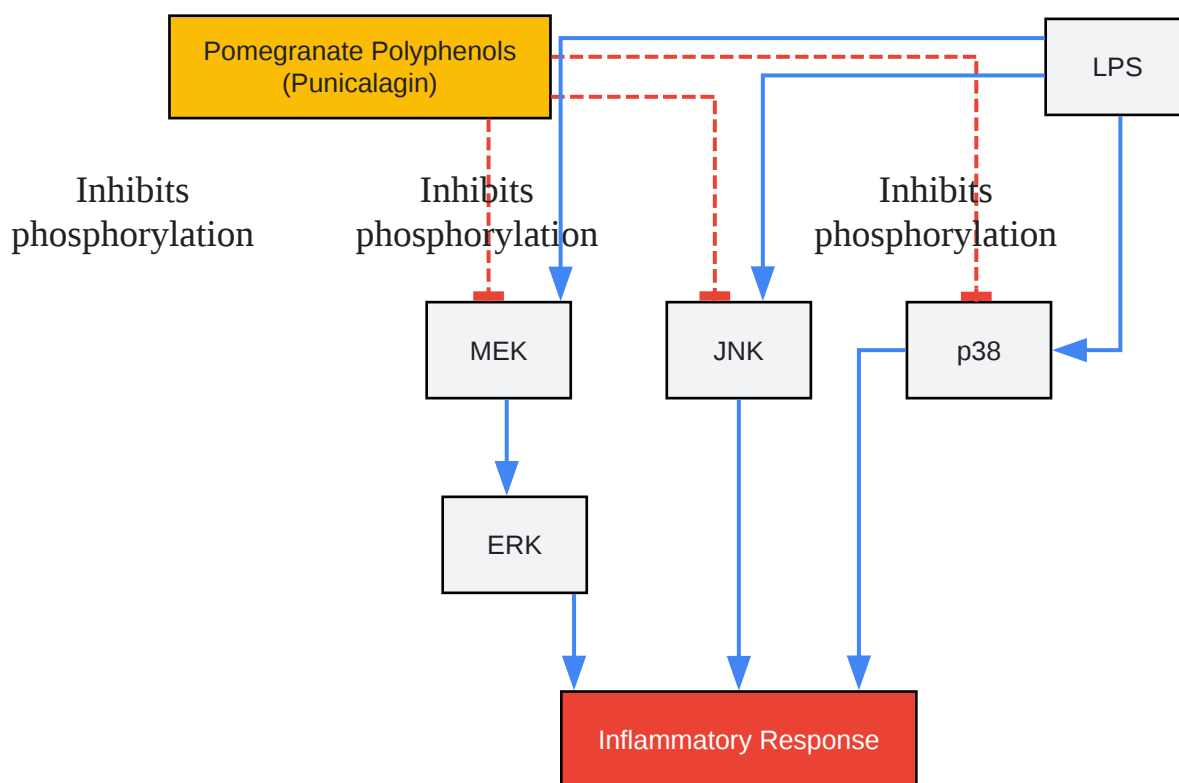 Pomegranate Polyphenols
(Punicalagin)
LPS
Inhibits
phosphorylation
Inhibits
phosphorylation
Inhibits
phosphorylation
MEK
JNK
p38
ERK
Inflammatory Response